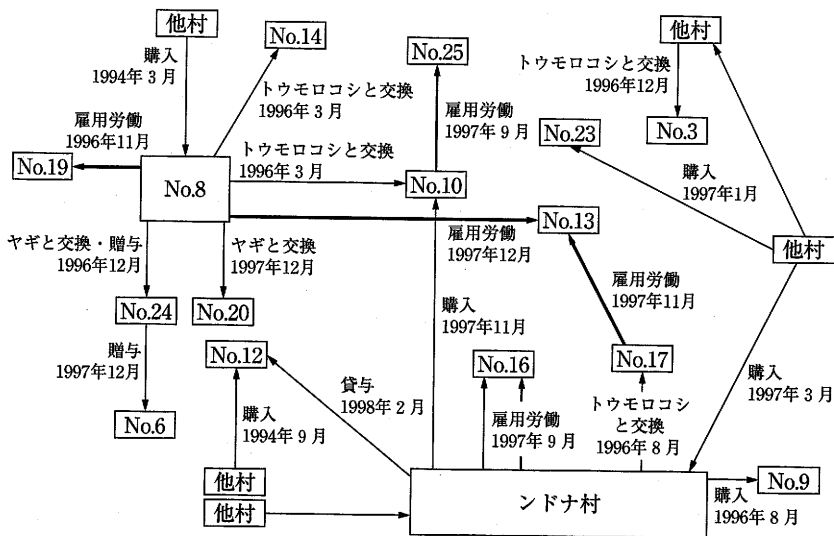 他村
購入
1994年3月
No.14
No.25
他村
トウモロコシと交換
1996年3月
トウモロコシと交換
1996年12月
雇用労働
1996年11月
雇用労働
1997年9月
No.23
No.3
No.19
No.8
トウモロコシと交換
1996年3月
No.10
購入
1997年1月
No.13
雇用労働
1997年12月
他村
ヤギと交換・贈与
1996年12月
ヤギと交換
1997年12月
雇用労働
1997年11月
No.24
No.20
購入
1997年11月
贈与
1997年12月
No.12
No.16
No.17
購入
1997年3月
貸与
1998年2月
No.6
購入
1994年9月
雇用労働
1997年9月
トウモロコシ
と交換
1996年8月
他村
他村
ンドナ村
No.9
購入
1996年8月